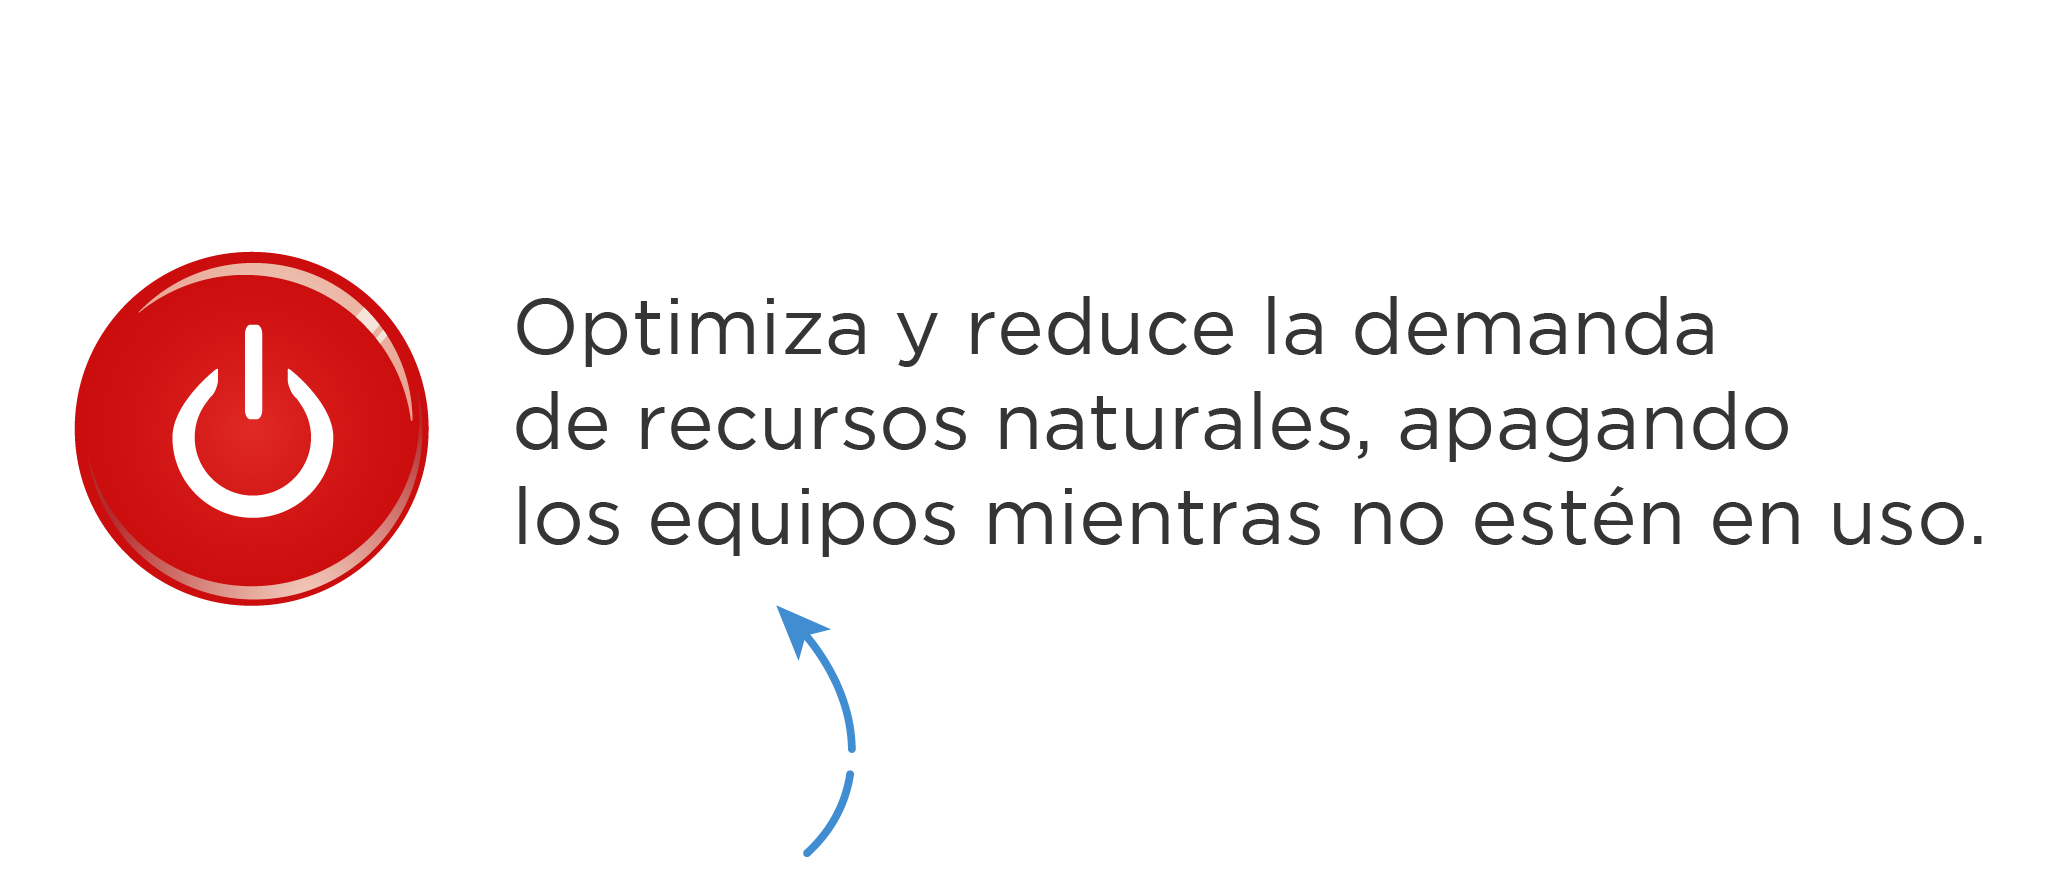 Optimiza y reduce la demanda
de recursos naturales, apagando
los equipos mientras no estén en uso.